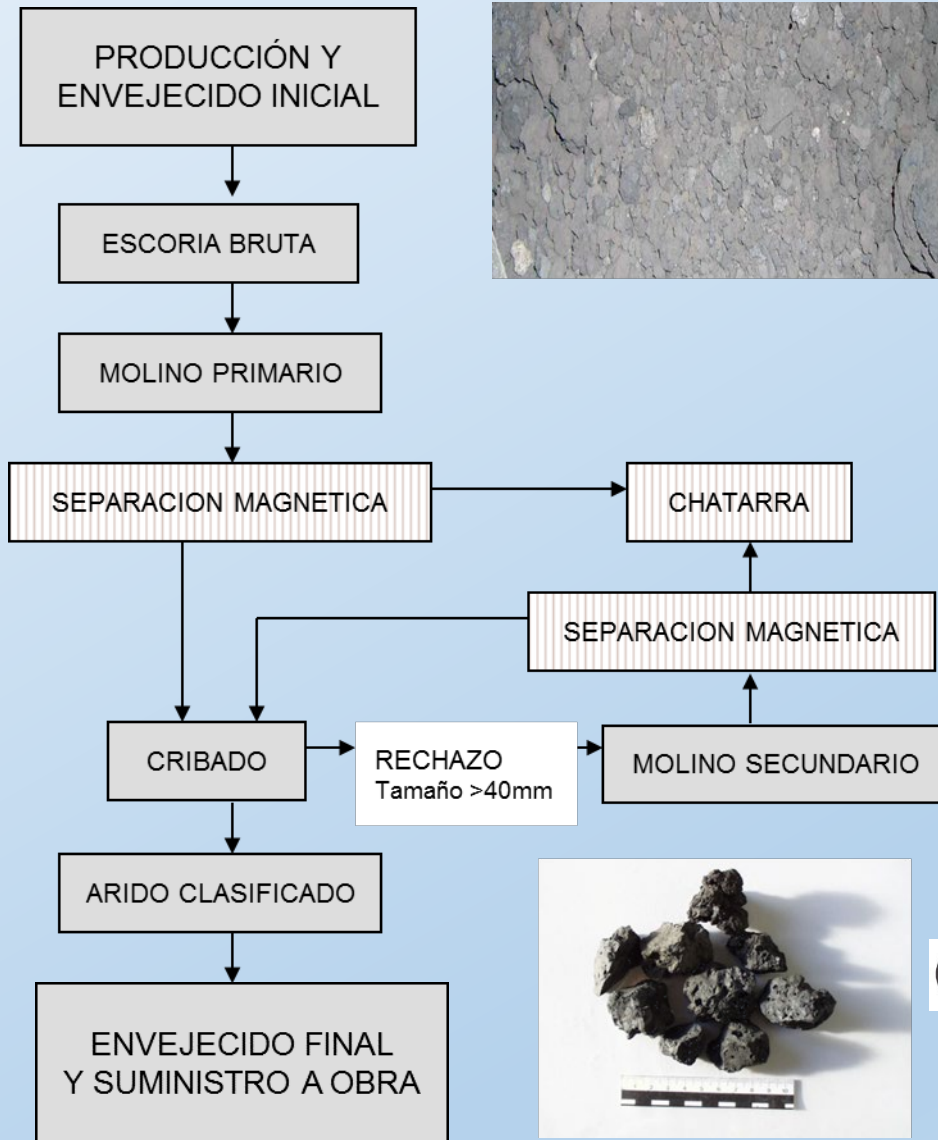 PRODUCCIÓN Y
ENVEJECIDO INICIAL
ESCORIA BRUTA
MOLINO PRIMARIO
SEPARACION MAGNETICA
CHATARRA
SEPARACION MAGNETICA
CRIBADO
RECHAZO
Tamaño >40mm
MOLINO SECUNDARIO
ARIDO CLASIFICADO
ENVEJECIDO FINAL
Y SUMINISTRO A OBRA